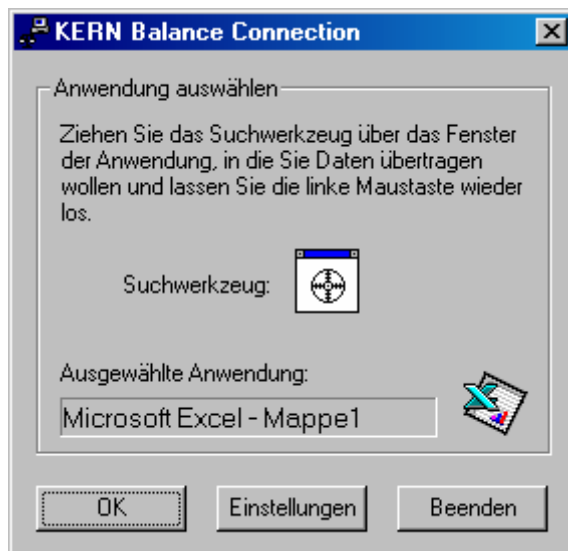 KERN Balance Connection
Anwendung auswählen
Ziehen Sie das Suchwerkzeug über das Fenster
der Anwendung, in die Sie Daten übertragen
wollen und lassen Sie die linke Maustaste wieder
los.
Suchwerkzeug:
Ausgewählte Anwendung:
Microsoft Excel - Mappe1
OK Einstellungen Beenden